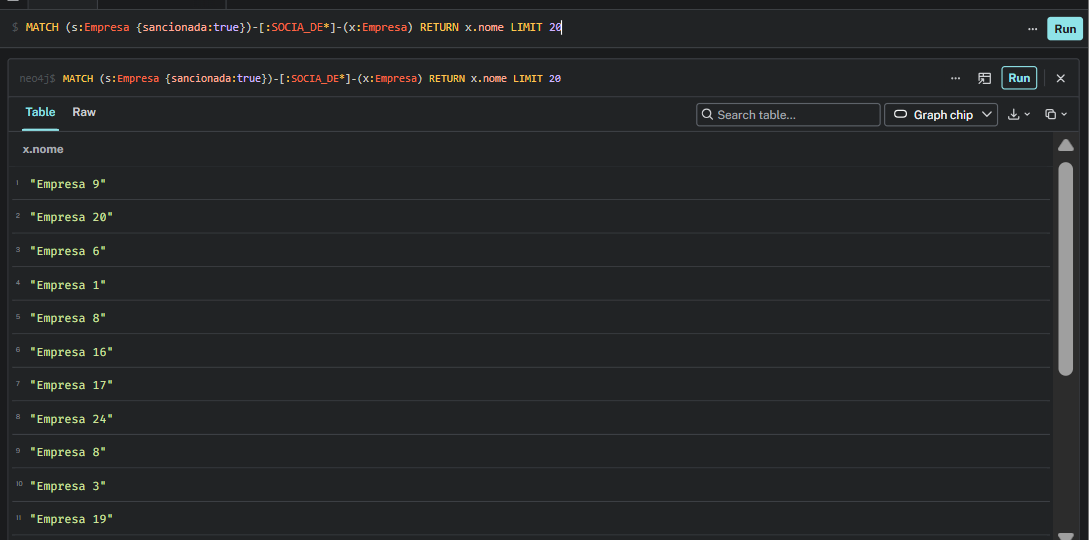 $ MATCH (s:Empresa {sancionada:true})-[:SOCIA_DE*]-(x:Empresa) RETURN x.nome LIMIT 20
... Run
neo4j$ MATCH (s:Empresa {sancionada:true})-[:SOCIA_DE*]-(x:Empresa) RETURN x.nome LIMIT 20
... Run
Table Raw
Search table... Graph chip
x.nome
1 "Empresa 9"
2 "Empresa 20"
3 "Empresa 6"
4 "Empresa 1"
5 "Empresa 8"
6 "Empresa 16"
7 "Empresa 17"
8 "Empresa 24"
9 "Empresa 8"
10 "Empresa 3"
11 "Empresa 19"